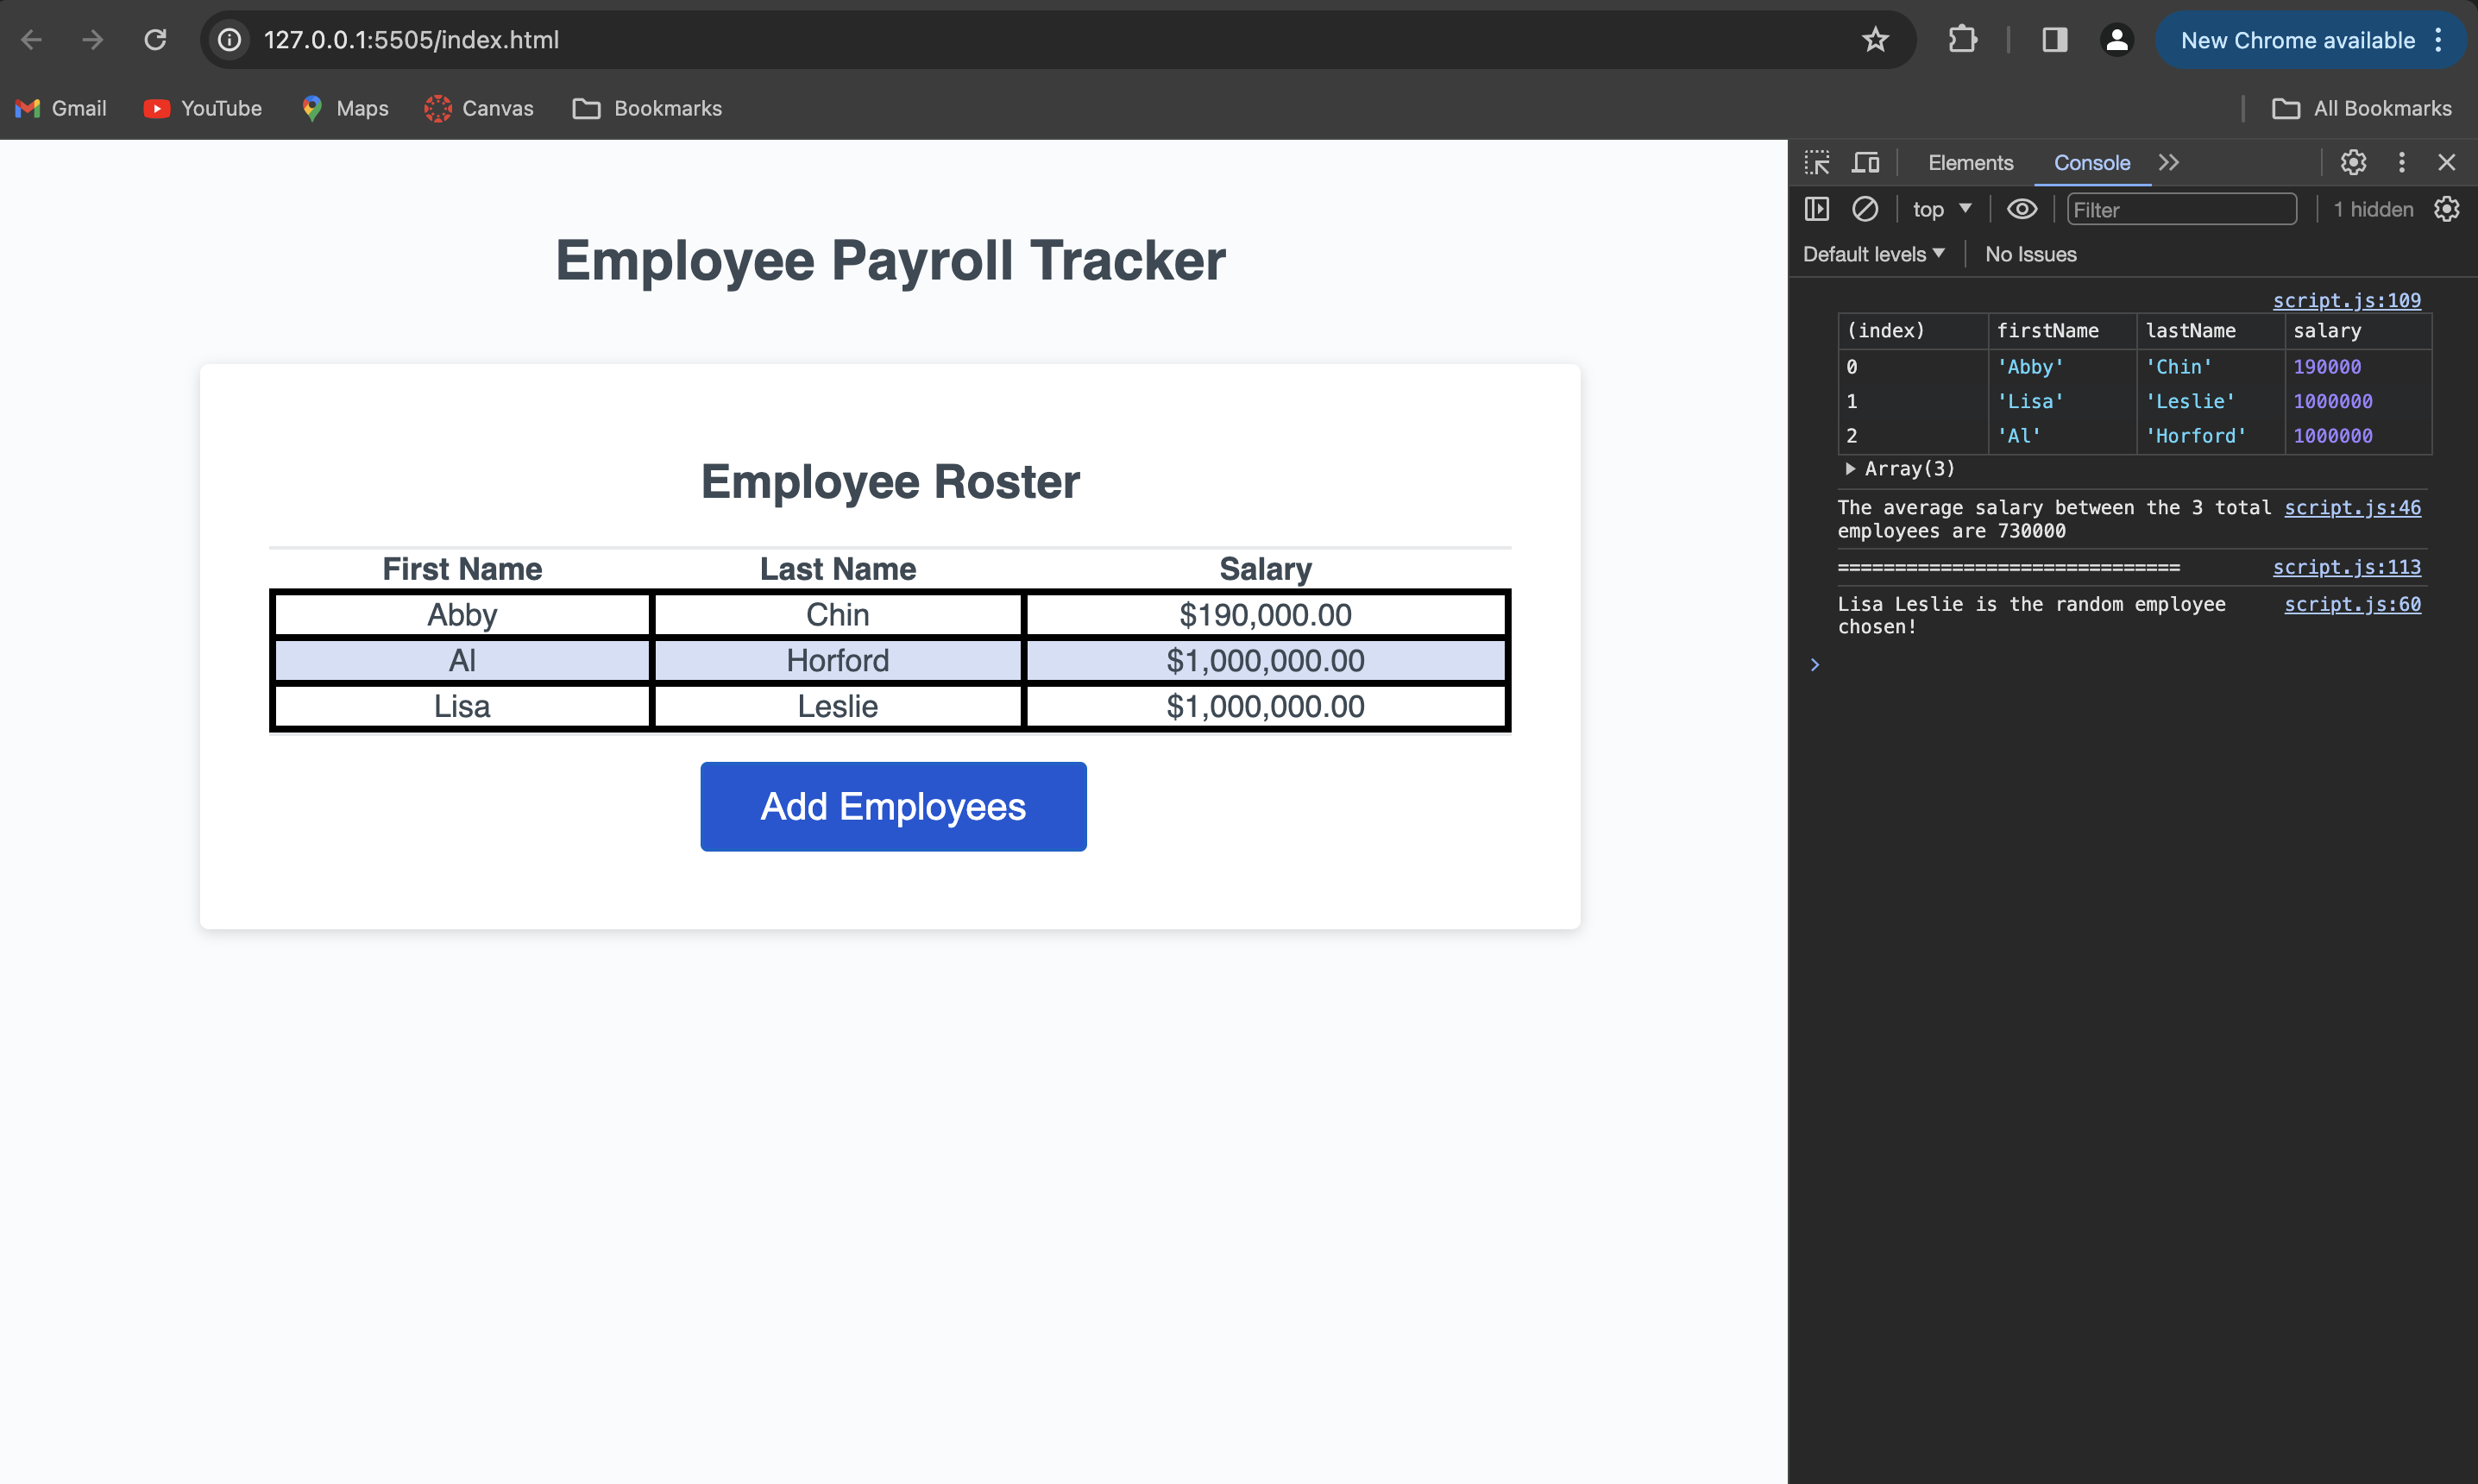 127.0.0.1:5505/index.html
New Chrome available
Gmail YouTube Maps Canvas Bookmarks All Bookmarks
Employee Payroll Tracker
Employee Roster
First Name Last Name Salary
Abby Chin $190,000.00
Al Horford $1,000,000.00
Lisa Leslie $1,000,000.00
Add Employees
Elements Console
top Filter 1 hidden
Default levels No Issues
script.js:109
(index) firstName lastName salary
0 'Abby' 'Chin' 190000
1 'Lisa' 'Leslie' 1000000
2 'Al' 'Horford' 1000000
Array(3)
The average salary between the 3 total script.js:46
employees are 730000
============================== script.js:113
Lisa Leslie is the random employee script.js:60
chosen!